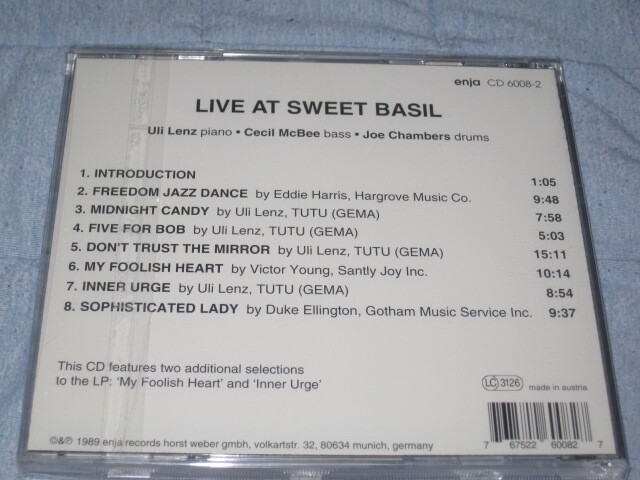 enja CD 6008-2
LIVE AT SWEET BASIL
Uli Lenz piano • Cecil McBee bass • Joe Chambers drums
1. INTRODUCTION 1:05
2. FREEDOM JAZZ DANCE by Eddie Harris, Hargrove Music Co. 9:48
3. MIDNIGHT CANDY by Uli Lenz, TUTU (GEMA) 7:58
4. FIVE FOR BOB by Uli Lenz, TUTU (GEMA) 5:03
5. DON'T TRUST THE MIRROR by Uli Lenz, TUTU (GEMA) 15:11
6. MY FOOLISH HEART by Victor Young, Santly Joy Inc. 10:14
7. INNER URGE by Uli Lenz, TUTU (GEMA) 8:54
8. SOPHISTICATED LADY by Duke Ellington, Gotham Music Service Inc. 9:37
This CD features two additional selections
to the LP: ‘My Foolish Heart’ and ‘Inner Urge’
LC 3126 made in austria
©&℗ 1989 enja records horst weber gmbh, volkartstr. 32, 80634 munich, germany
7 67522 60082 7